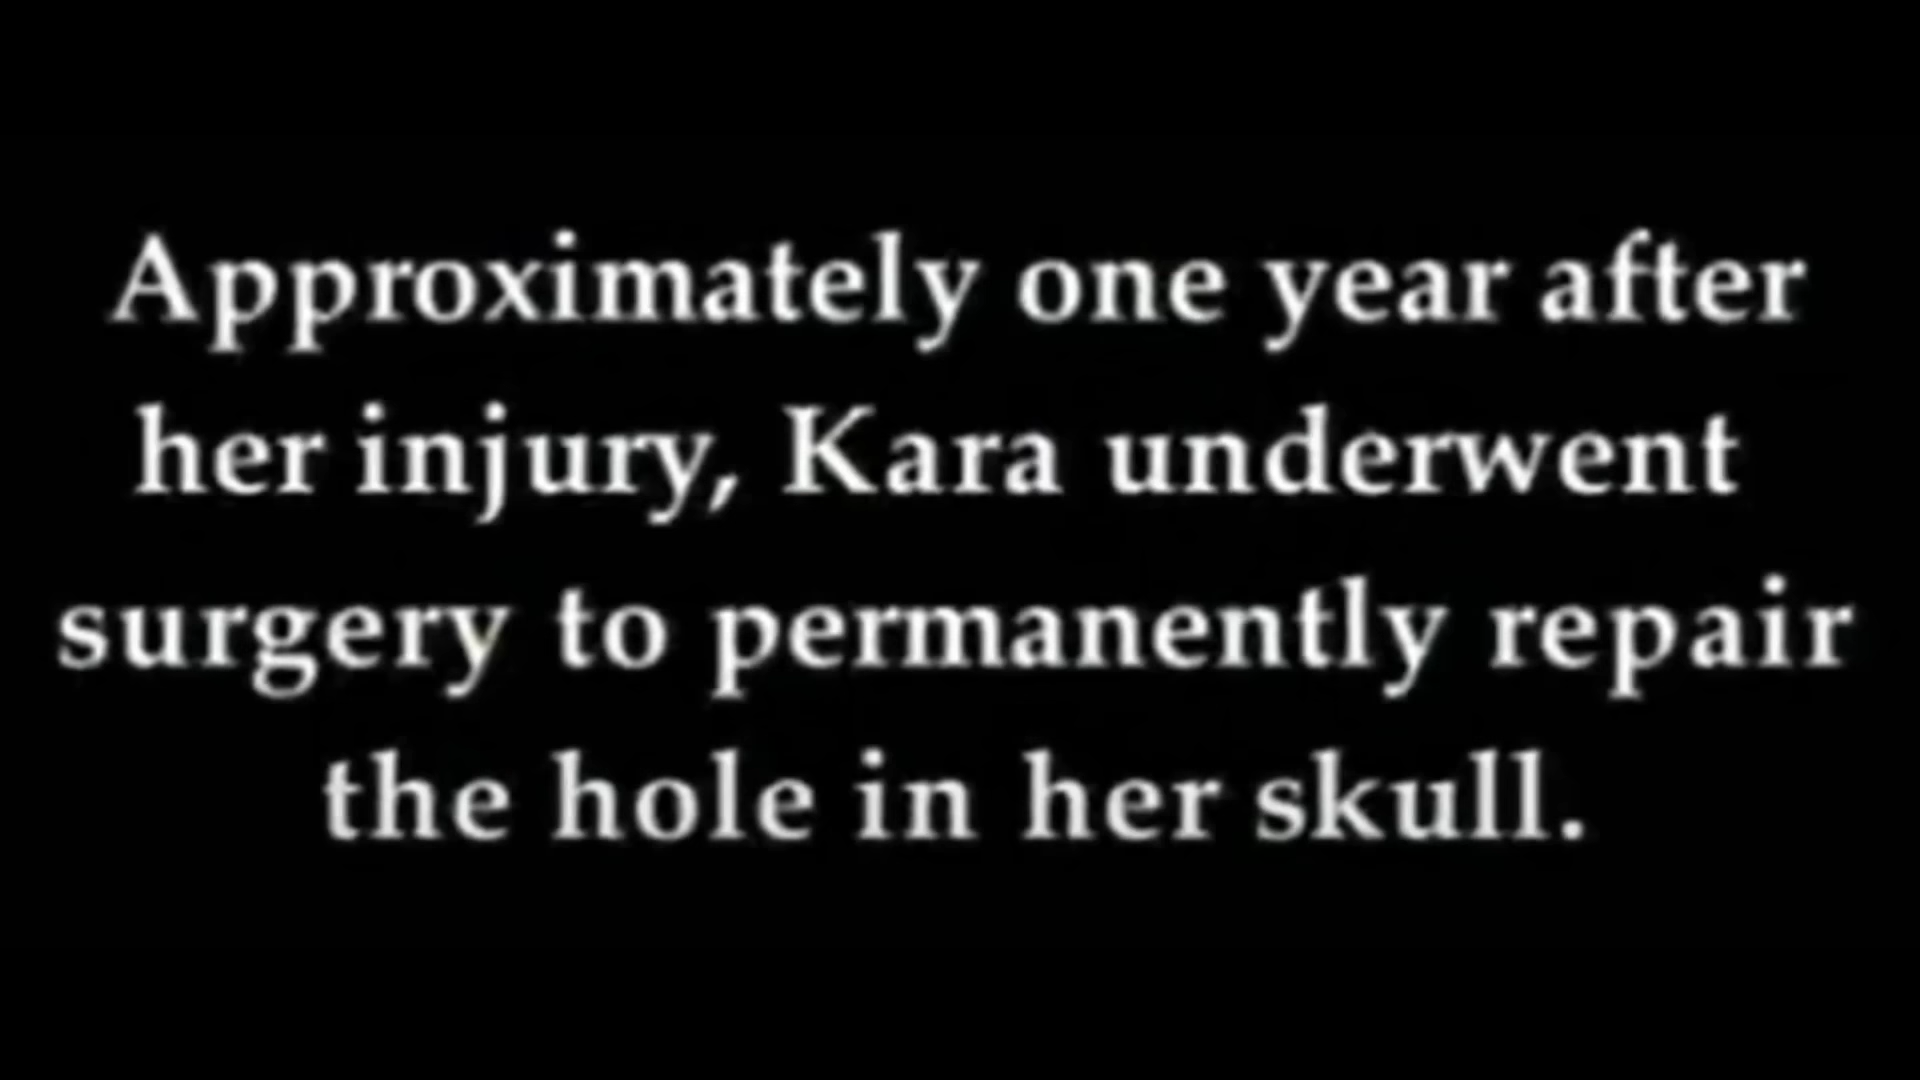 Approximately one year after
her injury, Kara underwent
surgery to permanently repair
the hole in her skull.